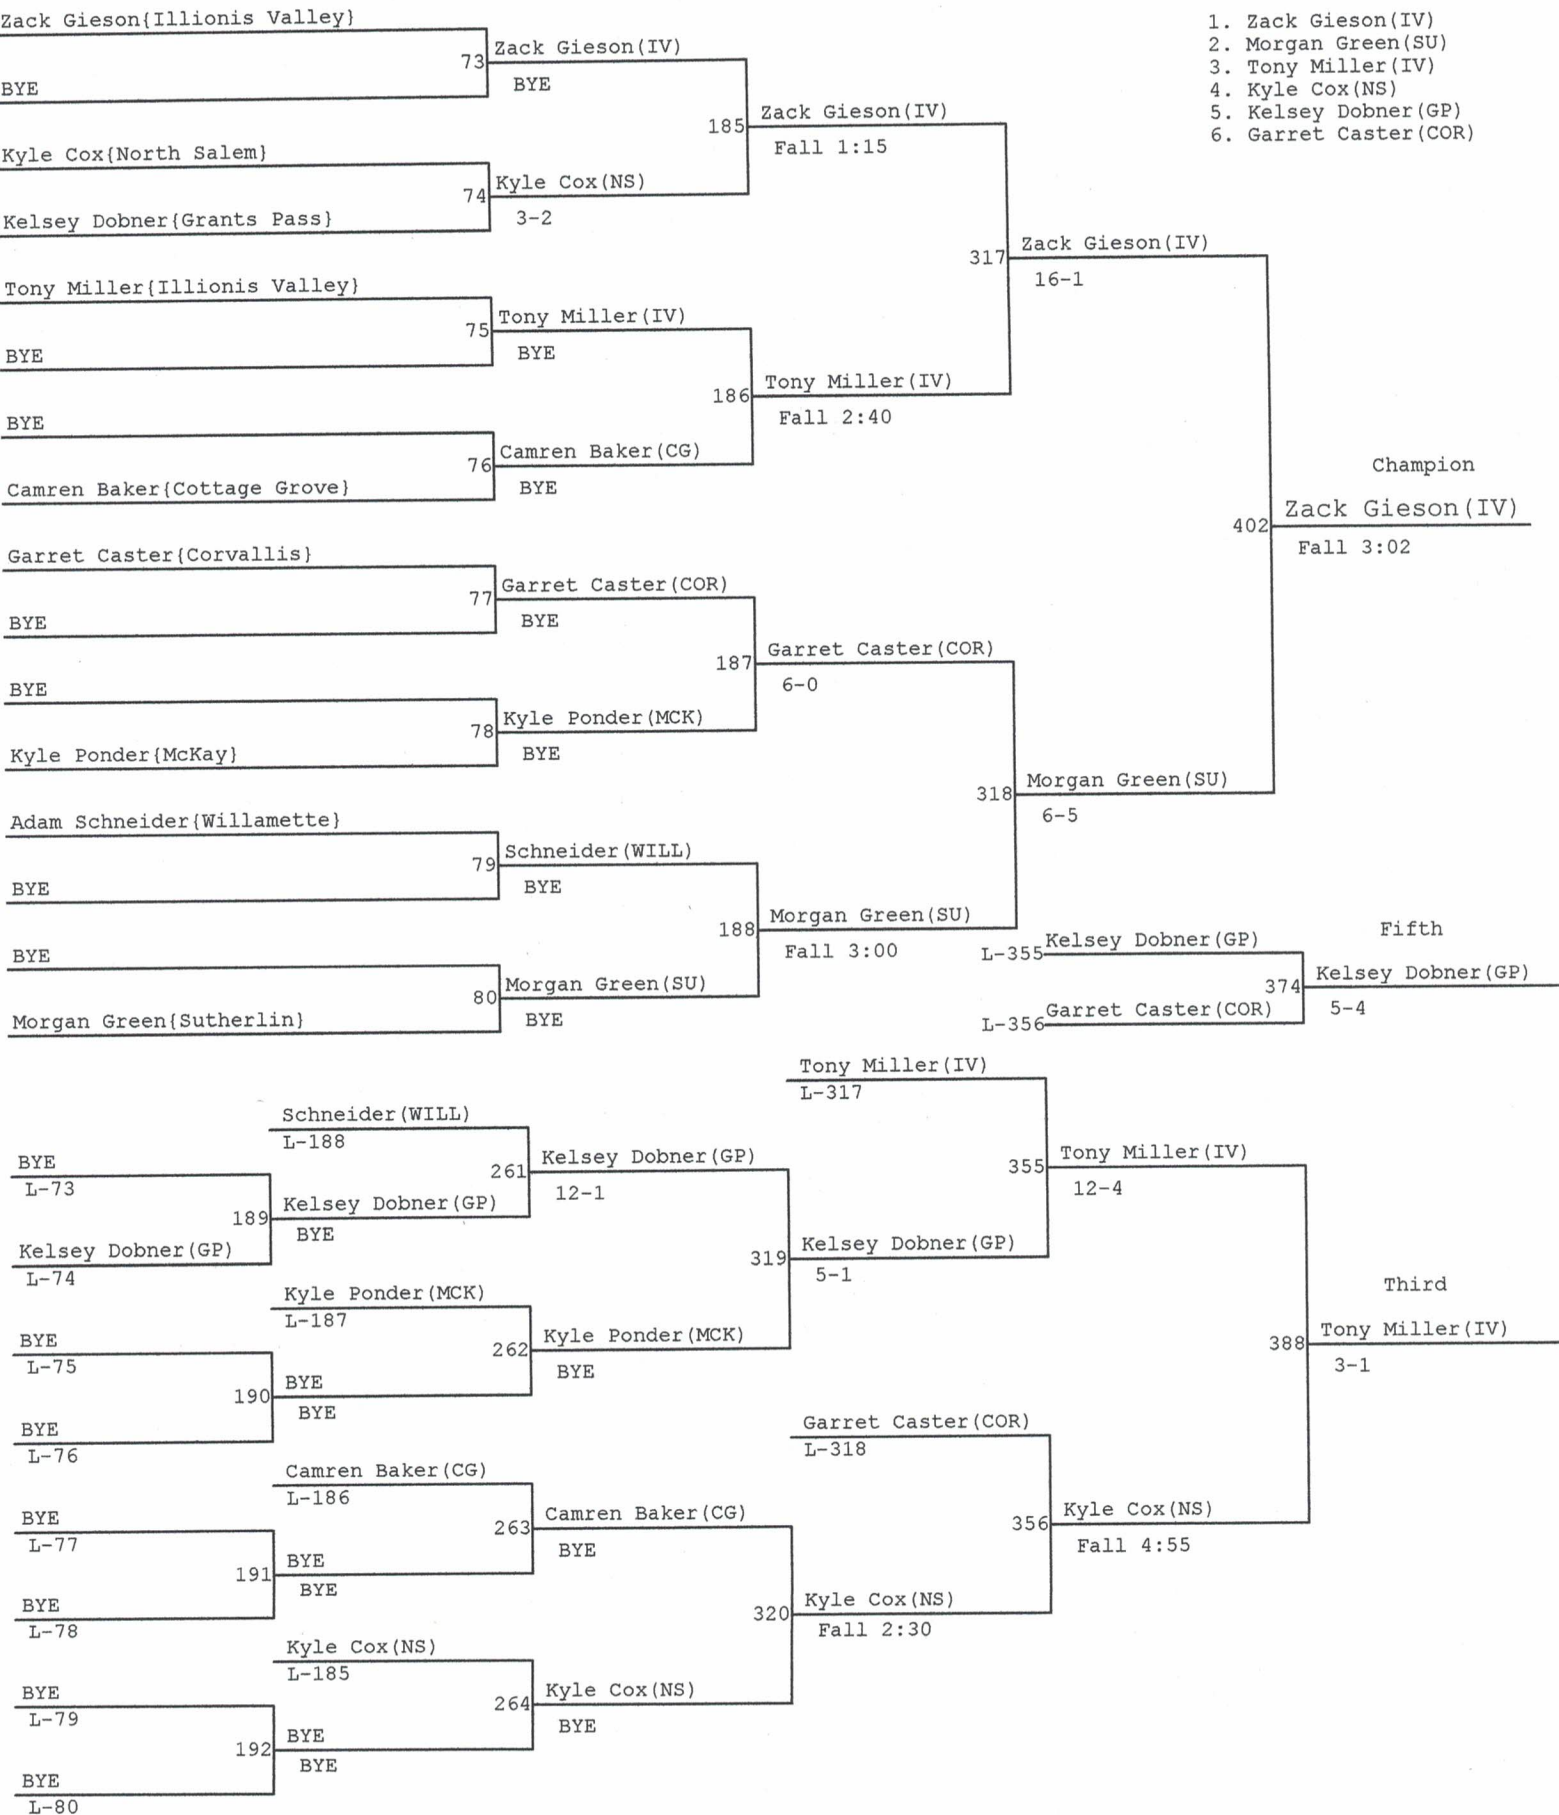 Zack Gieson{Illionis Valley}
73
Zack Gieson(IV)
BYE
BYE
185
Zack Gieson(IV)
Fall 1:15
Kyle Cox{North Salem}
74
Kyle Cox(NS)
3-2
Kelsey Dobner{Grants Pass}
317
Zack Gieson(IV)
16-1
Tony Miller{Illionis Valley}
75
Tony Miller(IV)
BYE
BYE
186
Tony Miller(IV)
Fall 2:40
BYE
76
Camren Baker(CG)
BYE
Camren Baker{Cottage Grove}
1. Zack Gieson(IV)
2. Morgan Green(SU)
3. Tony Miller(IV)
4. Kyle Cox(NS)
5. Kelsey Dobner(GP)
6. Garret Caster(COR)
Champion
402
Zack Gieson(IV)
Fall 3:02
Garret Caster{Corvallis}
77
Garret Caster(COR)
BYE
BYE
187
Garret Caster(COR)
6-0
BYE
78
Kyle Ponder(MCK)
BYE
Kyle Ponder{McKay}
318
Morgan Green(SU)
6-5
Adam Schneider{Willamette}
79
Schneider(WILL)
BYE
BYE
188
Morgan Green(SU)
Fall 3:00
BYE
80
Morgan Green(SU)
BYE
Morgan Green{Sutherlin}
Fifth
L-355
Kelsey Dobner(GP)
374
Kelsey Dobner(GP)
5-4
L-356
Garret Caster(COR)
Tony Miller(IV)
L-317
Schneider(WILL)
L-188
BYE
L-73
189
Kelsey Dobner(GP)
BYE
Kelsey Dobner(GP)
L-74
261
Kelsey Dobner(GP)
12-1
355
Tony Miller(IV)
12-4
319
Kelsey Dobner(GP)
5-1
Kyle Ponder(MCK)
L-187
BYE
L-75
190
BYE
BYE
BYE
L-76
262
Kyle Ponder(MCK)
BYE
Third
388
Tony Miller(IV)
3-1
Garret Caster(COR)
L-318
Camren Baker(CG)
L-186
BYE
L-77
191
BYE
BYE
BYE
L-78
263
Camren Baker(CG)
BYE
356
Kyle Cox(NS)
Fall 4:55
320
Kyle Cox(NS)
Fall 2:30
Kyle Cox(NS)
L-185
BYE
L-79
192
BYE
BYE
BYE
L-80
264
Kyle Cox(NS)
BYE